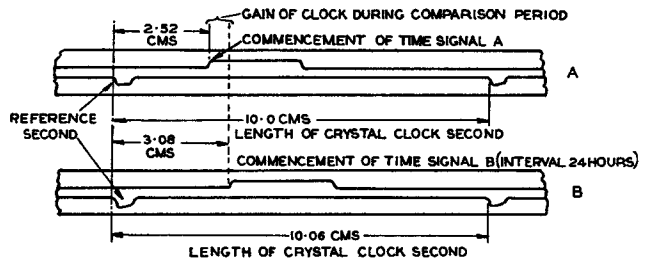 GAIN OF CLOCK DURING COMPARISON PERIOD
2·52
CMS
COMMENCEMENT OF TIME SIGNAL A
A
REFERENCE
SECOND
10·0 CMS
LENGTH OF CRYSTAL CLOCK SECOND
3·08
CMS
COMMENCEMENT OF TIME SIGNAL B (INTERVAL 24HOURS)
B
10·06 CMS
LENGTH OF CRYSTAL CLOCK SECOND